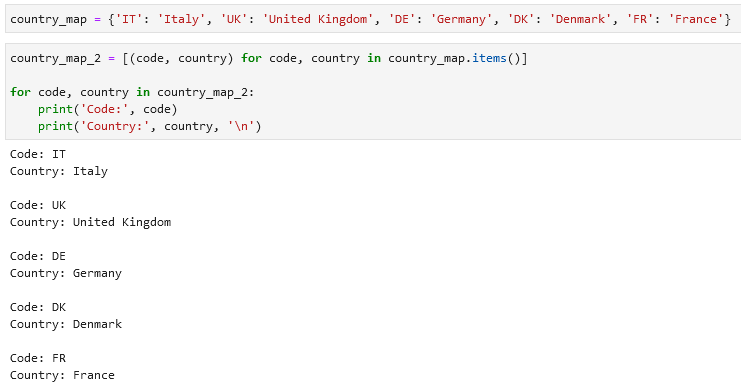 country_map = {'IT': 'Italy', 'UK': 'United Kingdom', 'DE': 'Germany', 'DK': 'Denmark', 'FR': 'France'}
country_map_2 = [(code, country) for code, country in country_map.items()]
for code, country in country_map_2:
    print('Code:', code)
    print('Country:', country, '\n')
Code: IT
Country: Italy
Code: UK
Country: United Kingdom
Code: DE
Country: Germany
Code: DK
Country: Denmark
Code: FR
Country: France